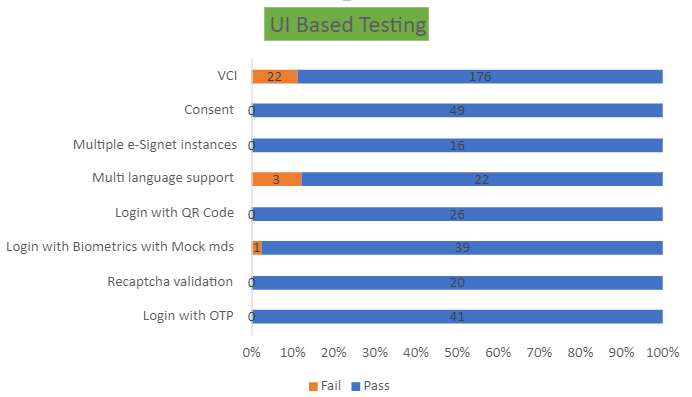 UI Based Testing
VCI 22 176
Consent 0 49
Multiple e-Signet instances 0 16
Multi language support 3 22
Login with QR Code 0 26
Login with Biometrics with Mock mds 1 39
Recaptcha validation 0 20
Login with OTP 0 41
0% 10% 20% 30% 40% 50% 60% 70% 80% 90% 100%
Fail Pass